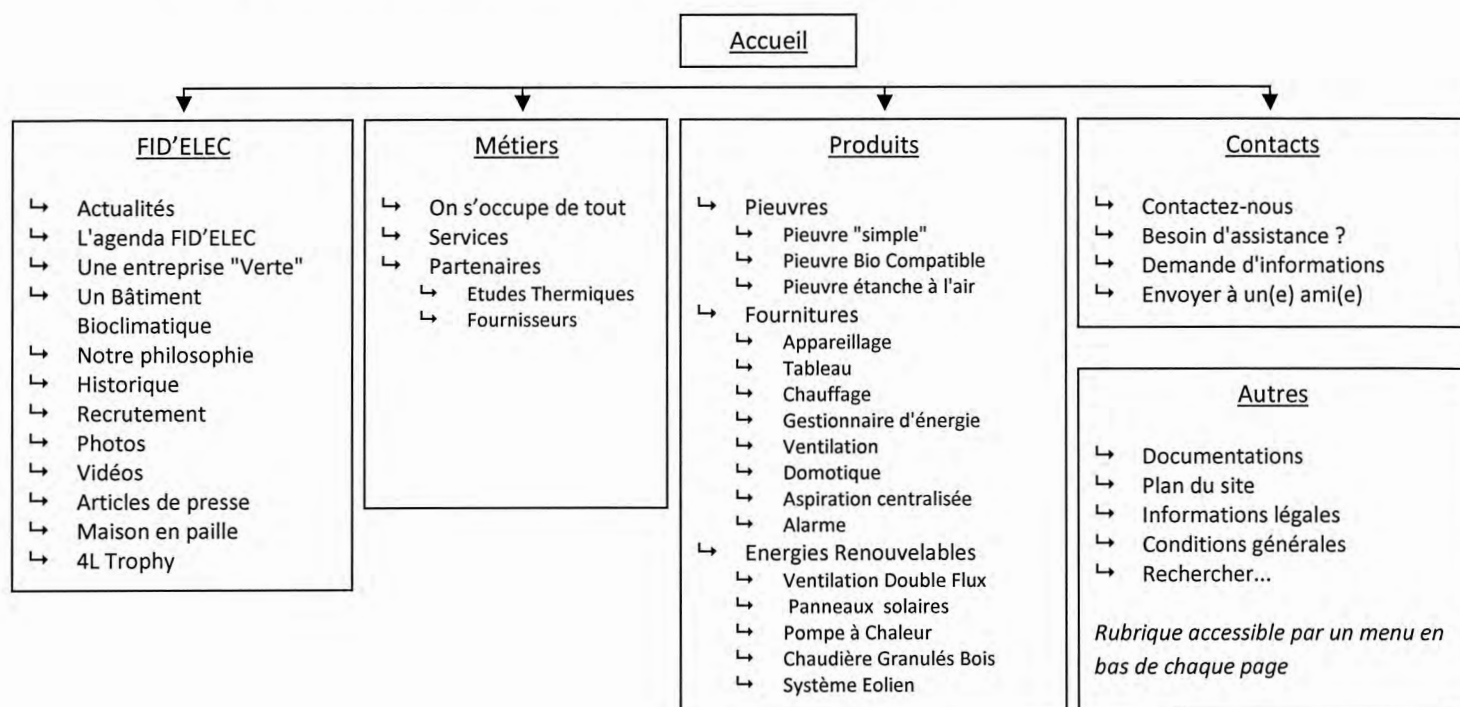 Accueil
FID'ELEC
↳ Actualités
↳ L'agenda FID'ELEC
↳ Une entreprise "Verte"
↳ Un Bâtiment
Bioclimatique
↳ Notre philosophie
↳ Historique
↳ Recrutement
↳ Photos
↳ Vidéos
↳ Articles de presse
↳ Maison en paille
↳ 4L Trophy
Métiers
↳ On s'occupe de tout
↳ Services
↳ Partenaires
↳ Etudes Thermiques
↳ Fournisseurs
Produits
↳ Pieuvres
↳ Pieuvre "simple"
↳ Pieuvre Bio Compatible
↳ Pieuvre étanche à l'air
↳ Fournitures
↳ Appareillage
↳ Tableau
↳ Chauffage
↳ Gestionnaire d'énergie
↳ Ventilation
↳ Domotique
↳ Aspiration centralisée
↳ Alarme
↳ Energies Renouvelables
↳ Ventilation Double Flux
↳ Panneaux solaires
↳ Pompe à Chaleur
↳ Chaudière Granulés Bois
↳ Système Eolien
Contacts
↳ Contactez-nous
↳ Besoin d'assistance ?
↳ Demande d'informations
↳ Envoyer à un(e) ami(e)
Autres
↳ Documentations
↳ Plan du site
↳ Informations légales
↳ Conditions générales
↳ Rechercher...
Rubrique accessible par un menu en
bas de chaque page